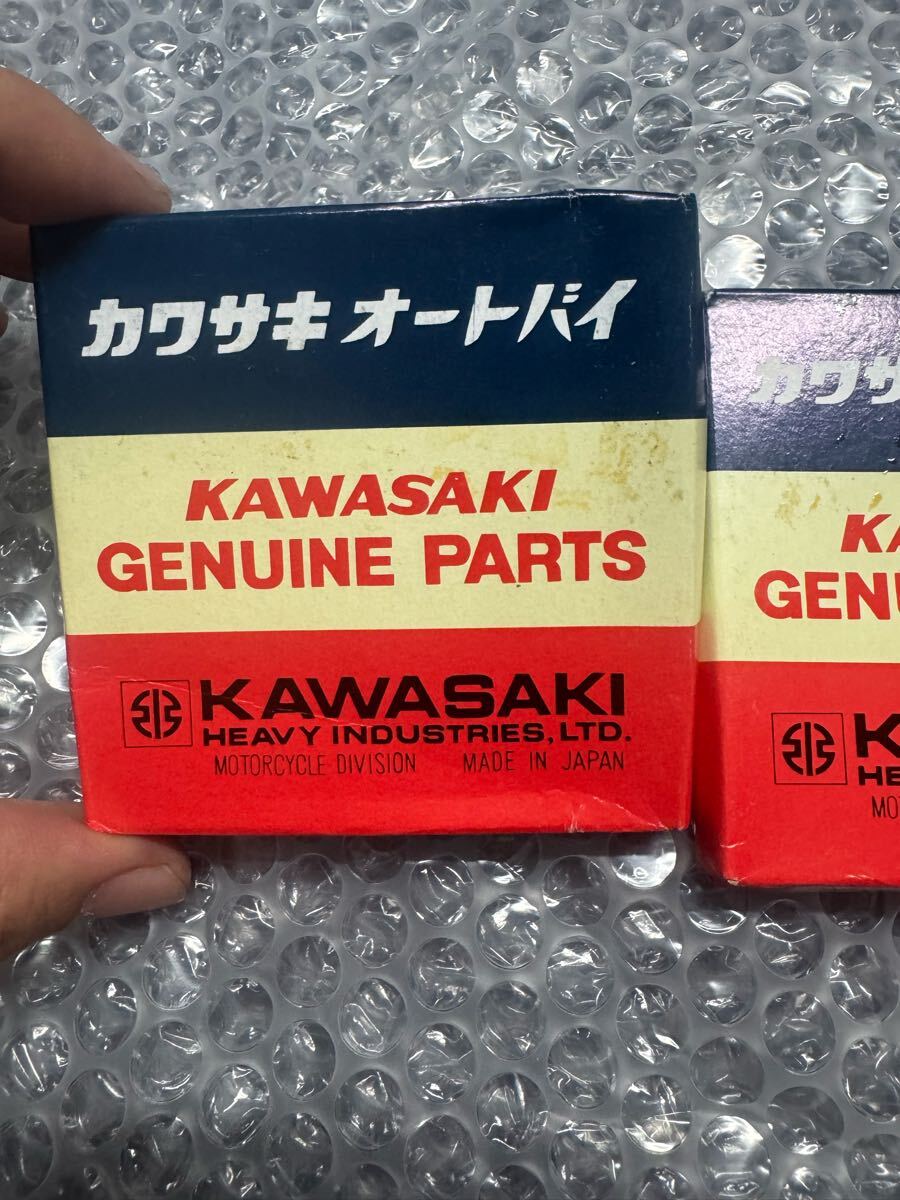 カワサキ オートバイ
KAWASAKI
GENUINE PARTS
KAWASAKI
HEAVY INDUSTRIES, LTD.
MOTORCYCLE DIVISION MADE IN JAPAN
カワサ
KA
GENU
K
HE
MO